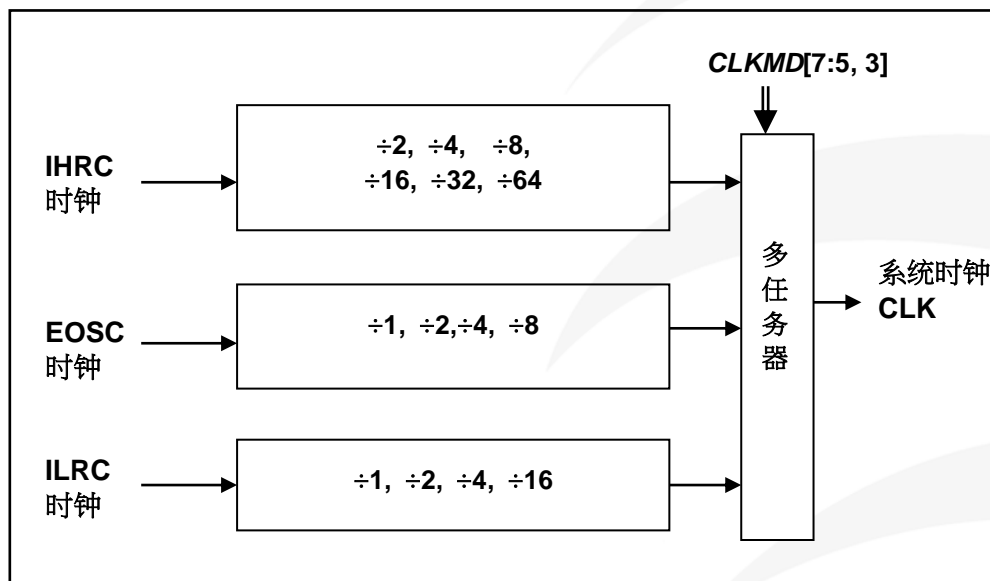 CLKMD[7:5, 3]
IHRC
时钟
÷2, ÷4, ÷8,
÷16, ÷32, ÷64
EOSC
时钟
÷1, ÷2,÷4, ÷8
ILRC
时钟
÷1, ÷2, ÷4, ÷16
多
任
务
器
系统时钟
CLK